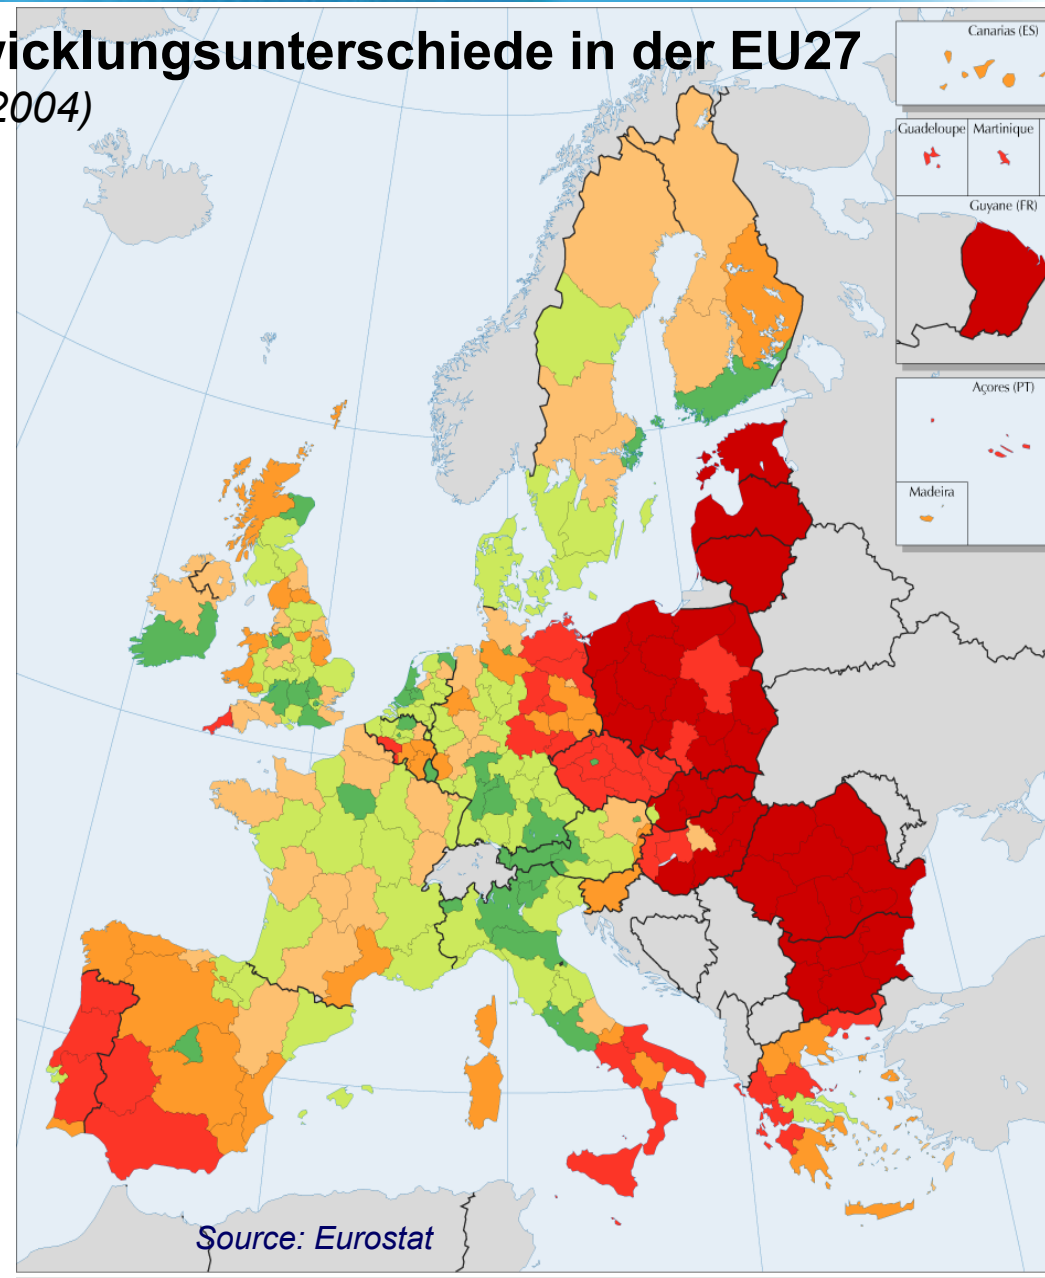 wicklungsunterschiede in der EU27
2004)
Canarias (ES)
Guadeloupe
Martinique
Guyane (FR)
Açores (PT)
Madeira
Source: Eurostat